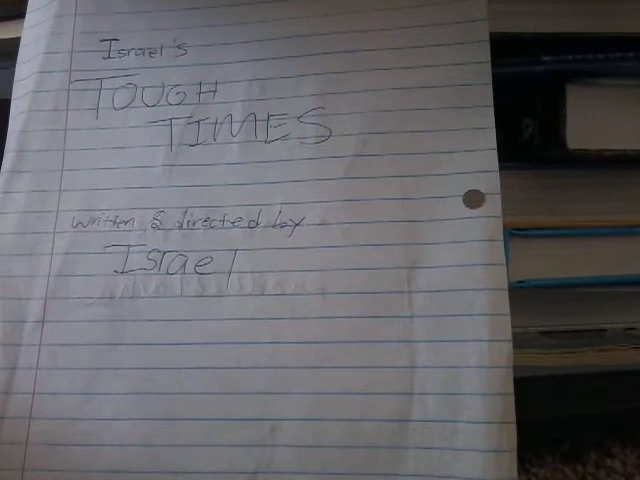 Israel's
TOUGH
TIMES
written & directed by
Israel